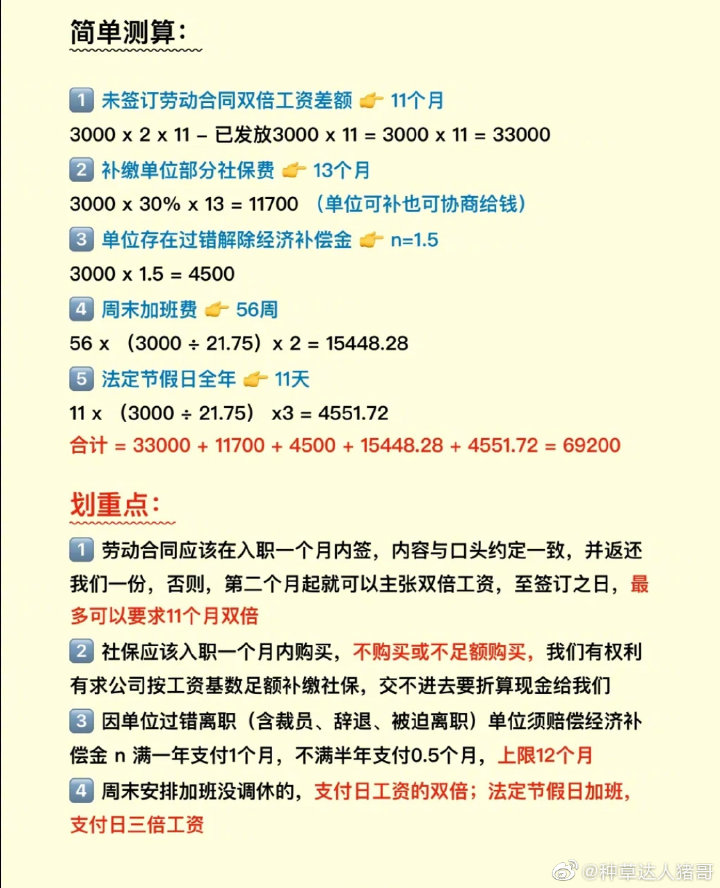 简单测算：
1 未签订劳动合同双倍工资差额 👉 11个月
3000 x 2 x 11 – 已发放3000 x 11 = 3000 x 11 = 33000
2 补缴单位部分社保费 👉 13个月
3000 x 30% x 13 = 11700 （单位可补也可协商给钱）
3 单位存在过错解除经济补偿金 👉 n=1.5
3000 x 1.5 = 4500
4 周末加班费 👉 56周
56 x （3000 ÷ 21.75）x 2 = 15448.28
5 法定节假日全年 👉 11天
11 x （3000 ÷ 21.75） x3 = 4551.72
合计 = 33000 + 11700 + 4500 + 15448.28 + 4551.72 = 69200
划重点：
1 劳动合同应该在入职一个月内签，内容与口头约定一致，并返还
我们一份，否则，第二个月起就可以主张双倍工资，至签订之日，最
多可以要求11个月双倍
2 社保应该入职一个月内购买，不购买或不足额购买，我们有权利
有求公司按工资基数足额补缴社保，交不进去要折算现金给我们
3 因单位过错离职（含裁员、辞退、被迫离职）单位须赔偿经济补
偿金 n 满一年支付1个月，不满半年支付0.5个月，上限12个月
4 周末安排加班没调休的，支付日工资的双倍；法定节假日加班，
支付日三倍工资
@种草达人猪哥